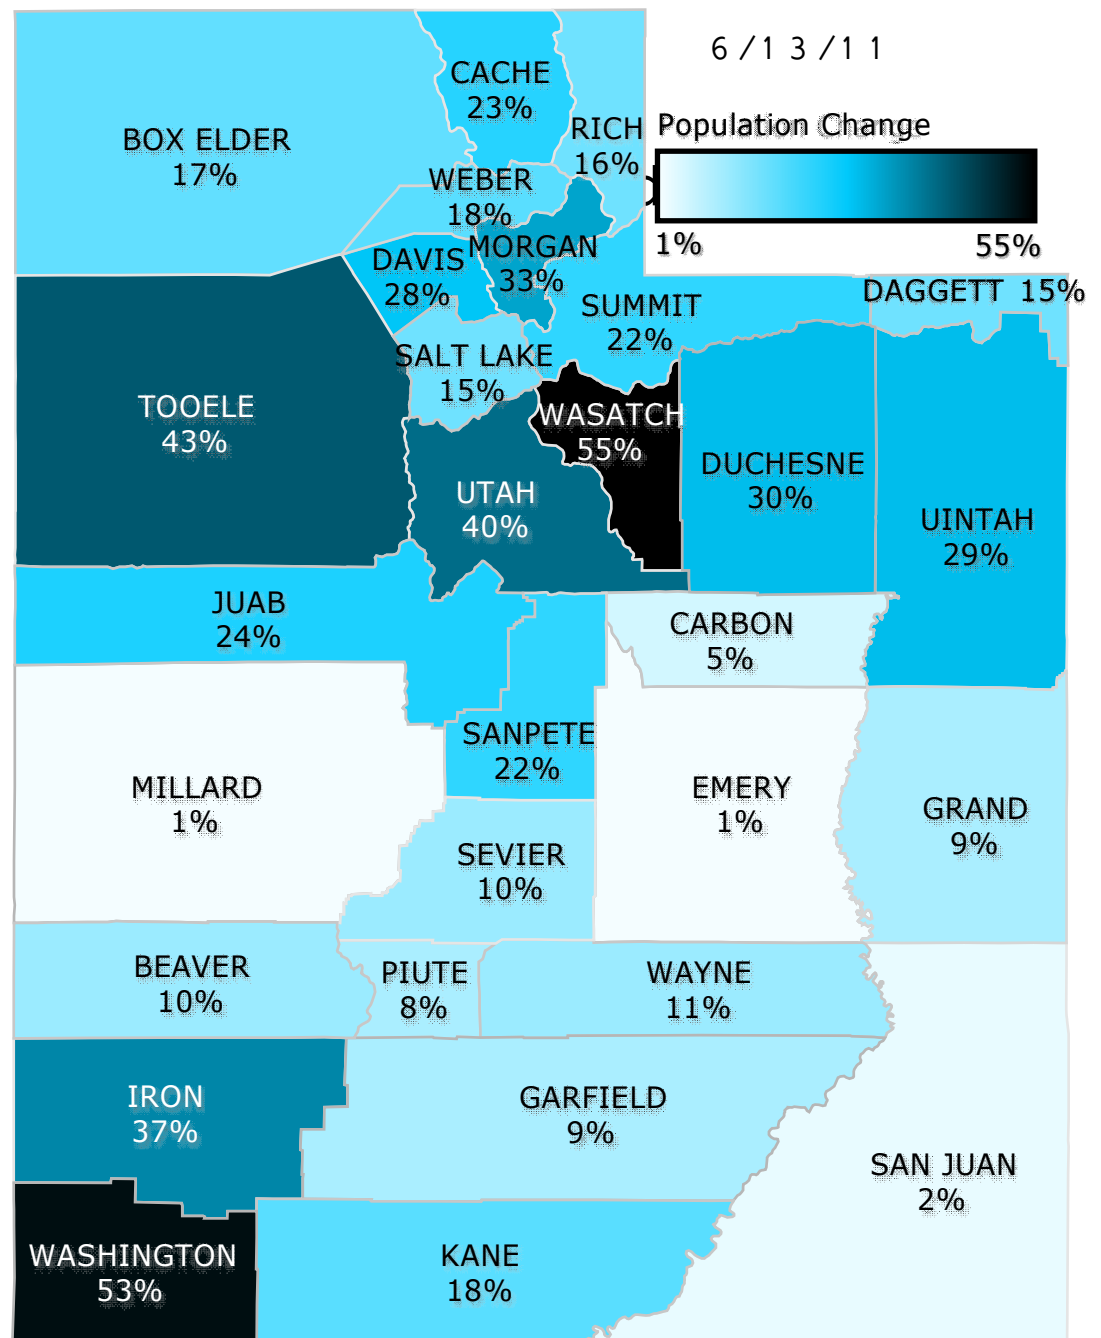 6/13/11
CACHE
23%
RICH
16%
Population Change
1%
55%
BOX ELDER
17%
WEBER
18%
MORGAN
33%
DAVIS
28%
SUMMIT
22%
DAGGETT 15%
SALT LAKE
15%
TOOELE
43%
WASATCH
55%
DUCHESNE
30%
UTAH
40%
UINTAH
29%
JUAB
24%
CARBON
5%
SANPETE
22%
MILLARD
1%
EMERY
1%
GRAND
9%
SEVIER
10%
BEAVER
10%
PIUTE
8%
WAYNE
11%
IRON
37%
GARFIELD
9%
SAN JUAN
2%
WASHINGTON
53%
KANE
18%